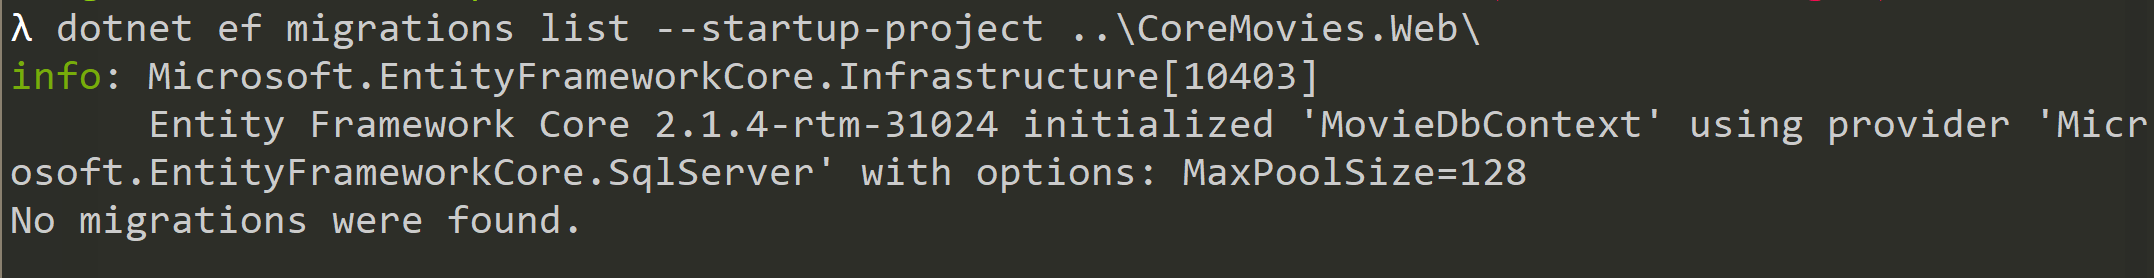 λ dotnet ef migrations list --startup-project ..\CoreMovies.Web\
info: Microsoft.EntityFrameworkCore.Infrastructure[10403]
      Entity Framework Core 2.1.4-rtm-31024 initialized 'MovieDbContext' using provider 'Micr
osoft.EntityFrameworkCore.SqlServer' with options: MaxPoolSize=128
No migrations were found.